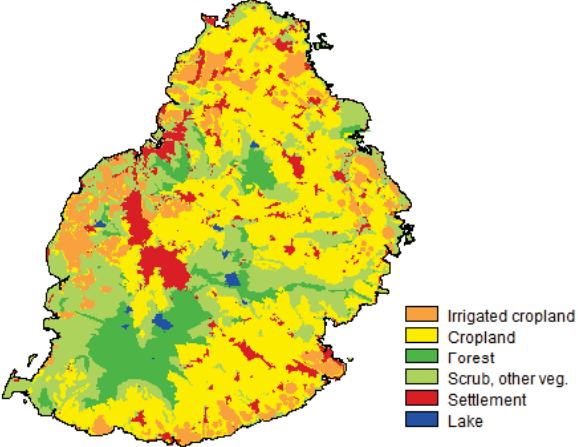 Irrigated cropland
Cropland
Forest
Scrub, other veg.
Settlement
Lake